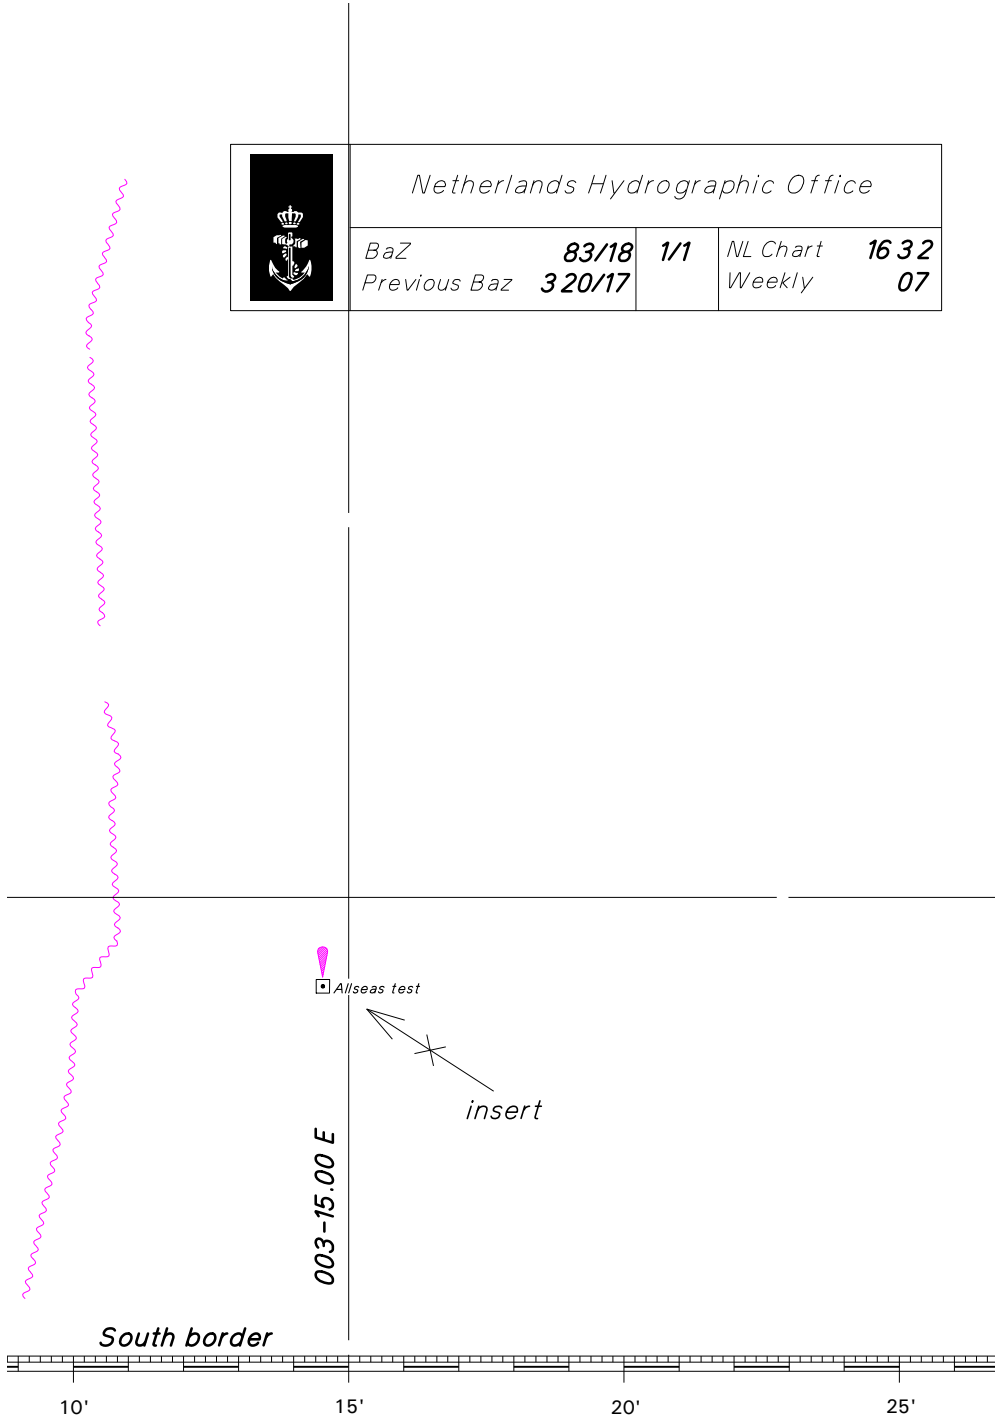 Netherlands Hydrographic Office
BaZ 83/18 1/1 NL Chart 1632
Previous Baz 320/17 Weekly 07
Allseas test
insert
003-15.00 E
South border
10' 15' 20' 25'